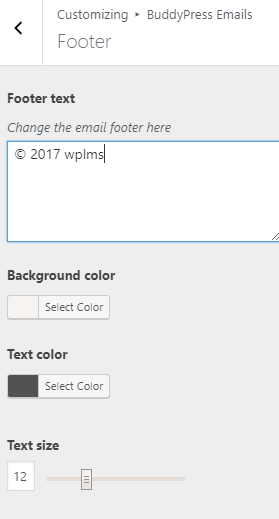 Customizing ▸ BuddyPress Emails
Footer
Footer text
Change the email footer here
© 2017 wplms
Background color
Select Color
Text color
Select Color
Text size
12